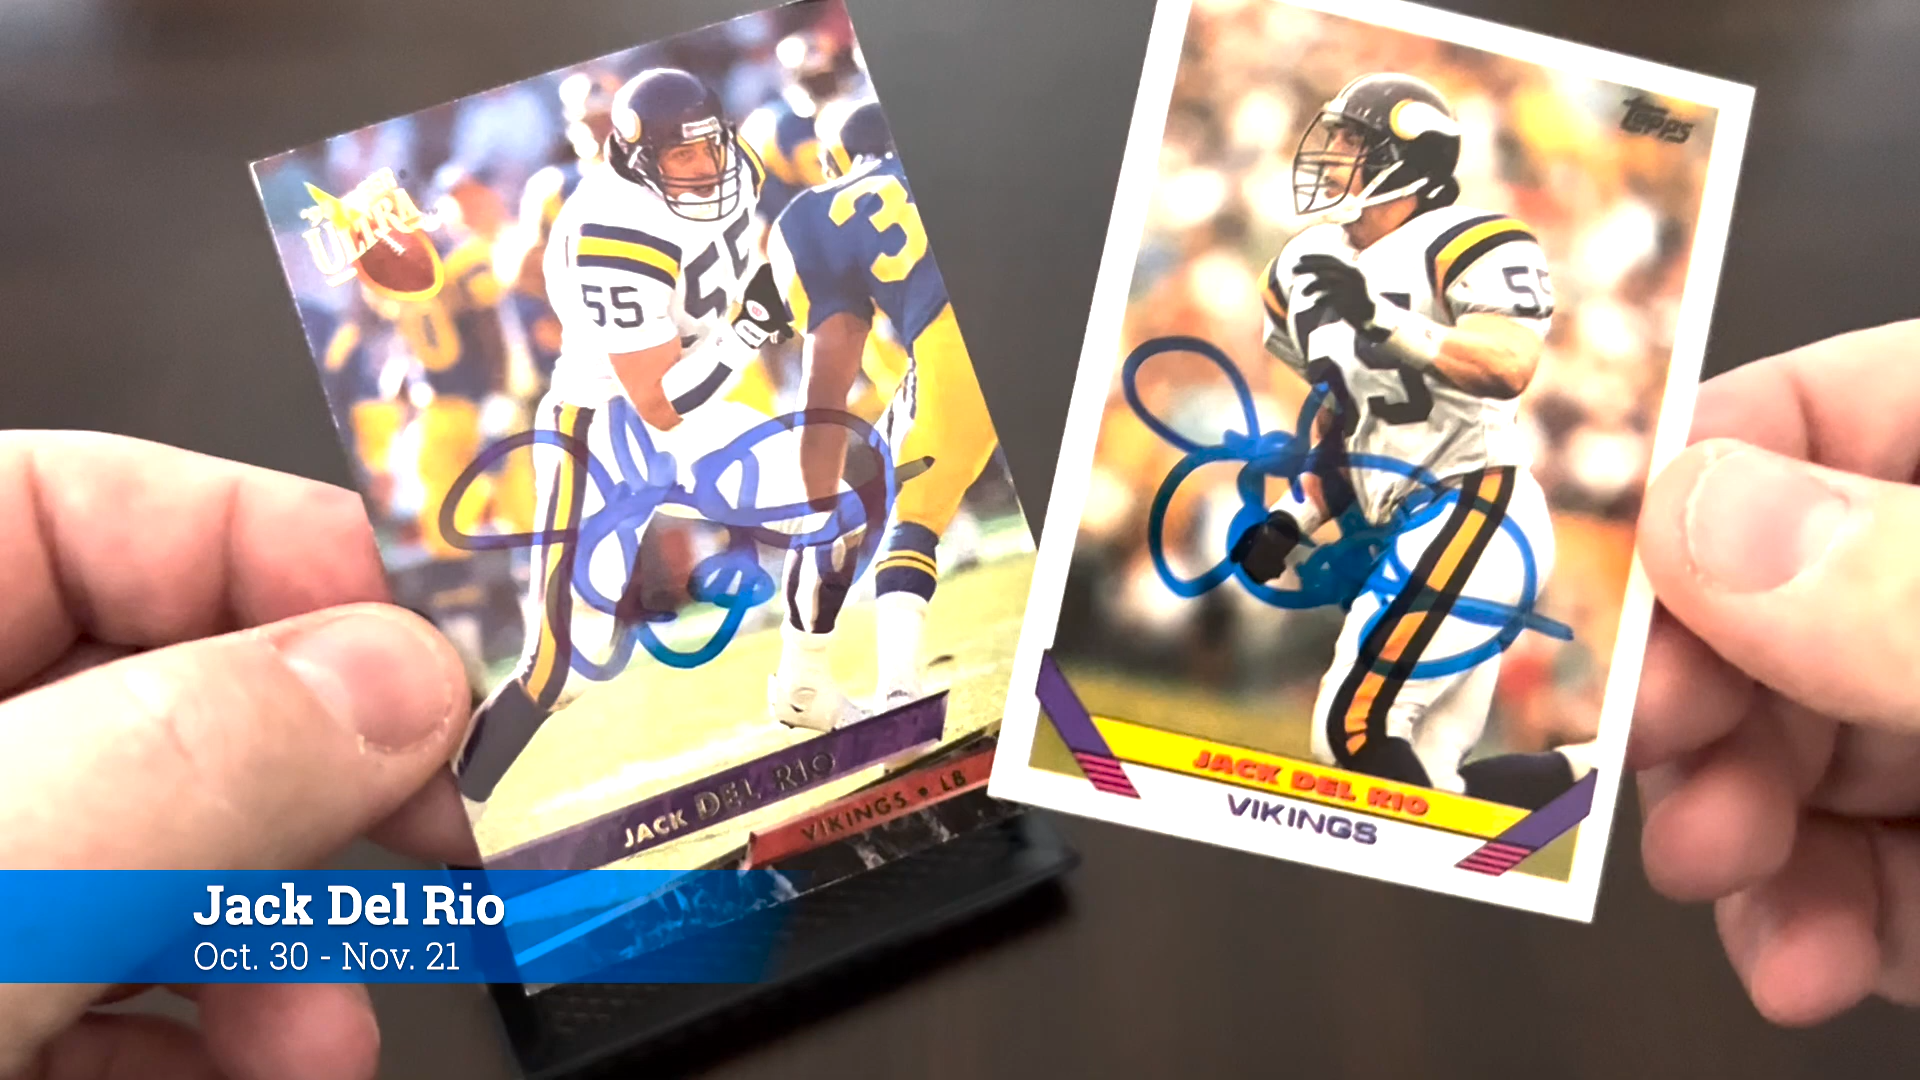 ULTRA
55
55
3
JACK DEL RIO
VIKINGS • LB
TOPPS
55
JACK DEL RIO
VIKINGS
Jack Del Rio
Oct. 30 - Nov. 21